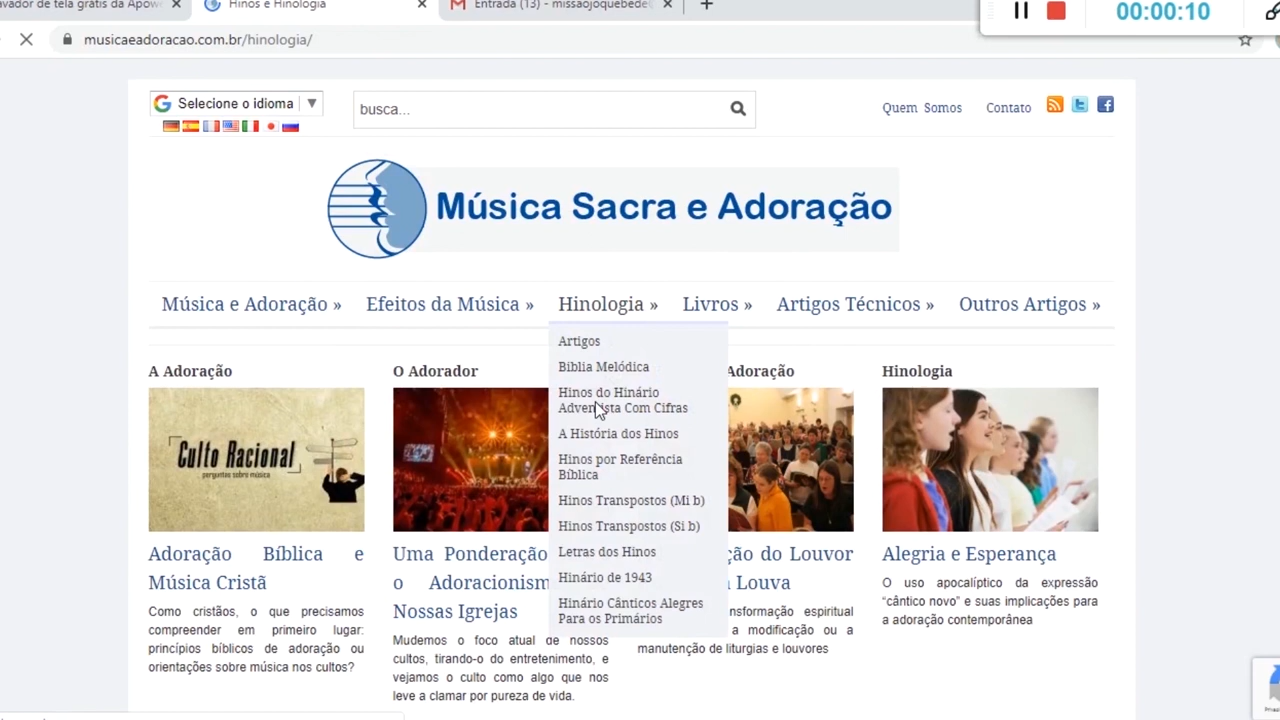 avador de tela grátis da Apowe
Hinos e Hinologia
Entrada (13) - missaojoquebede@
00:00:10
musicaeadoracao.com.br/hinologia/
Selecione o idioma
busca...
Quem Somos
Contato
Música Sacra e Adoração
Música e Adoração »
Efeitos da Música »
Hinologia »
Livros »
Artigos Técnicos »
Outros Artigos »
Artigos
Bíblia Melódica
Hinos do Hinário
Adventista Com Cifras
A História dos Hinos
Hinos por Referência
Bíblica
Hinos Transpostos (Mi b)
Hinos Transpostos (Si b)
Letras dos Hinos
Hinário de 1943
Hinário Cânticos Alegres
Para os Primários
A Adoração
Culto Racional
perguntas sobre música
Adoração Bíblica e
Música Cristã
Como cristãos, o que precisamos
compreender em primeiro lugar:
princípios bíblicos de adoração ou
orientações sobre música nos cultos?
O Adorador
Uma Ponderação
o Adoracionism
Nossas Igrejas
Mudemos o foco atual de nossos
cultos, tirando-o do entretenimento, e
vejamos o culto como algo que nos
leve a clamar por pureza de vida.
Adoração
ção do Louvor
Louva
nsformação espiritual
a modificação ou a
manutenção de liturgias e louvores
Hinologia
Alegria e Esperança
O uso apocalíptico da expressão
“cântico novo” e suas implicações para
a adoração contemporânea